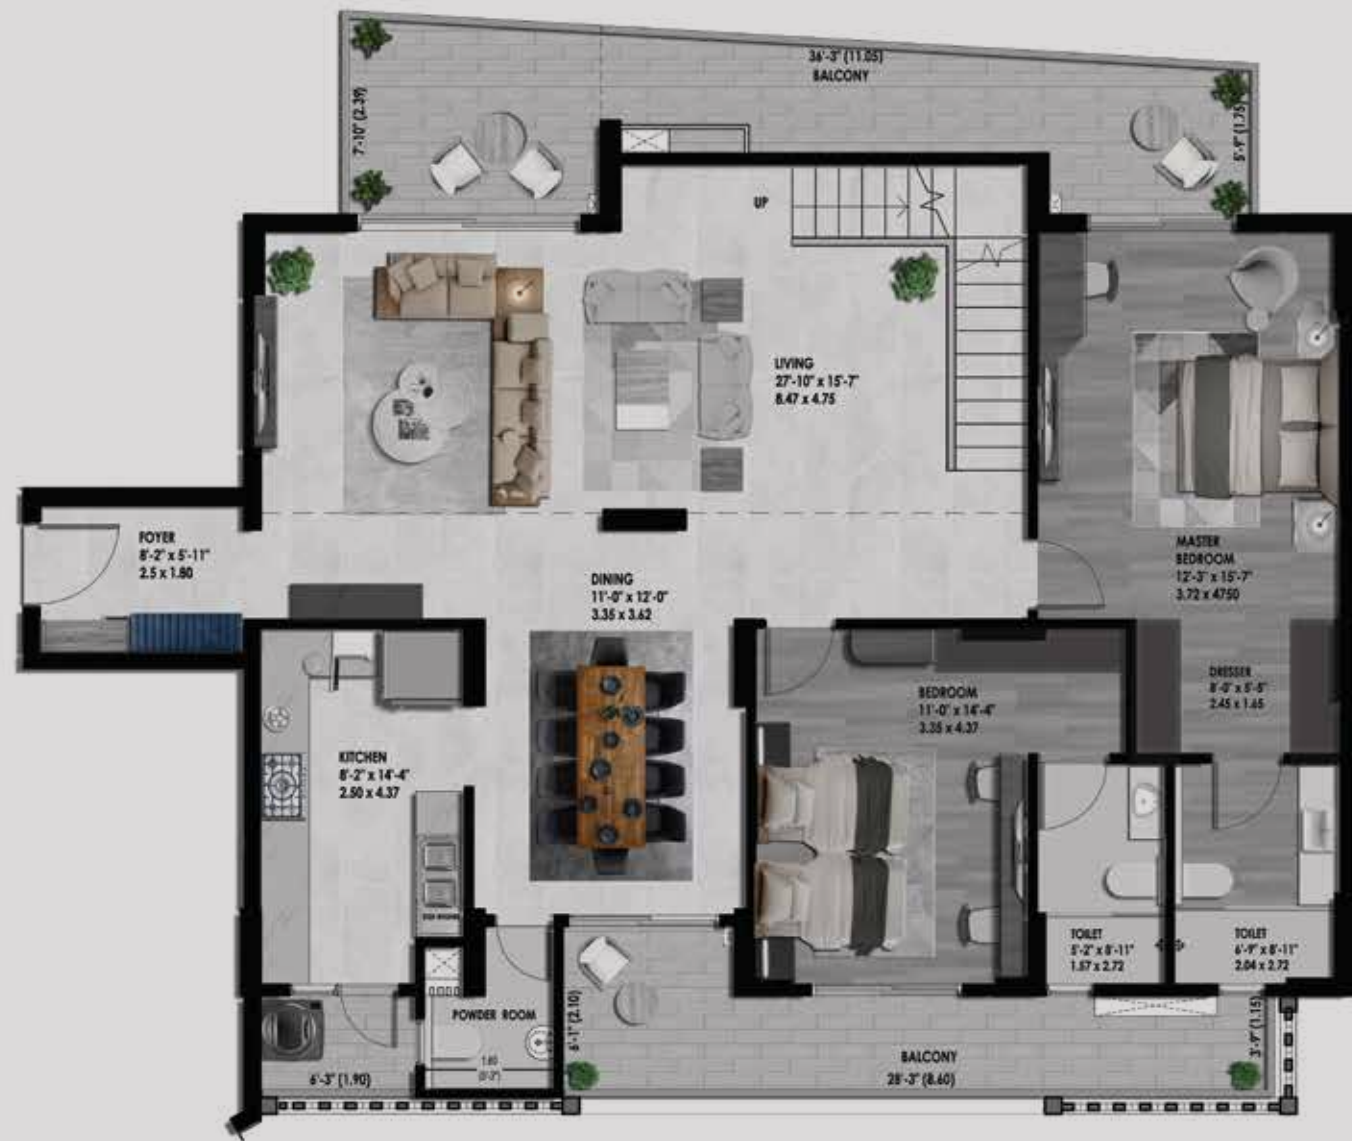 36'-3" (11.05)
BALCONY
7'-10" (2.39)
5'-9" (1.75)
UP
LIVING
27'-10" x 15'-7"
8.47 x 4.75
FOYER
8'-2" x 5'-11"
2.5 x 1.80
DINING
11'-0" x 12'-0"
3.35 x 3.62
MASTER
BEDROOM
12'-3" x 15'-7"
3.72 x 4750
DRESSER
8'-0" x 5'-5"
2.45 x 1.65
BEDROOM
11'-0" x 14'-4"
3.35 x 4.37
KITCHEN
8'-2" x 14'-4"
2.50 x 4.37
TOILET
5'-2" x 8'-11"
1.57 x 2.72
TOILET
6'-9" x 8'-11"
2.04 x 2.72
POWDER ROOM
1.60
6'-1" (2.10)
3'-9" (1.15)
BALCONY
28'-3" (8.60)
6'-3" (1.90)